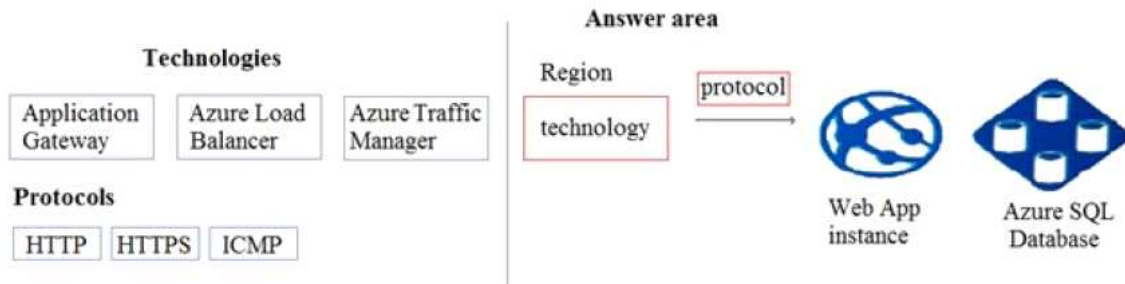 Answer area
Technologies
Region
protocol
Application
Gateway
Azure Load
Balancer
Azure Traffic
Manager
technology
Protocols
HTTP HTTPS ICMP
Web App
instance
Azure SQL
Database